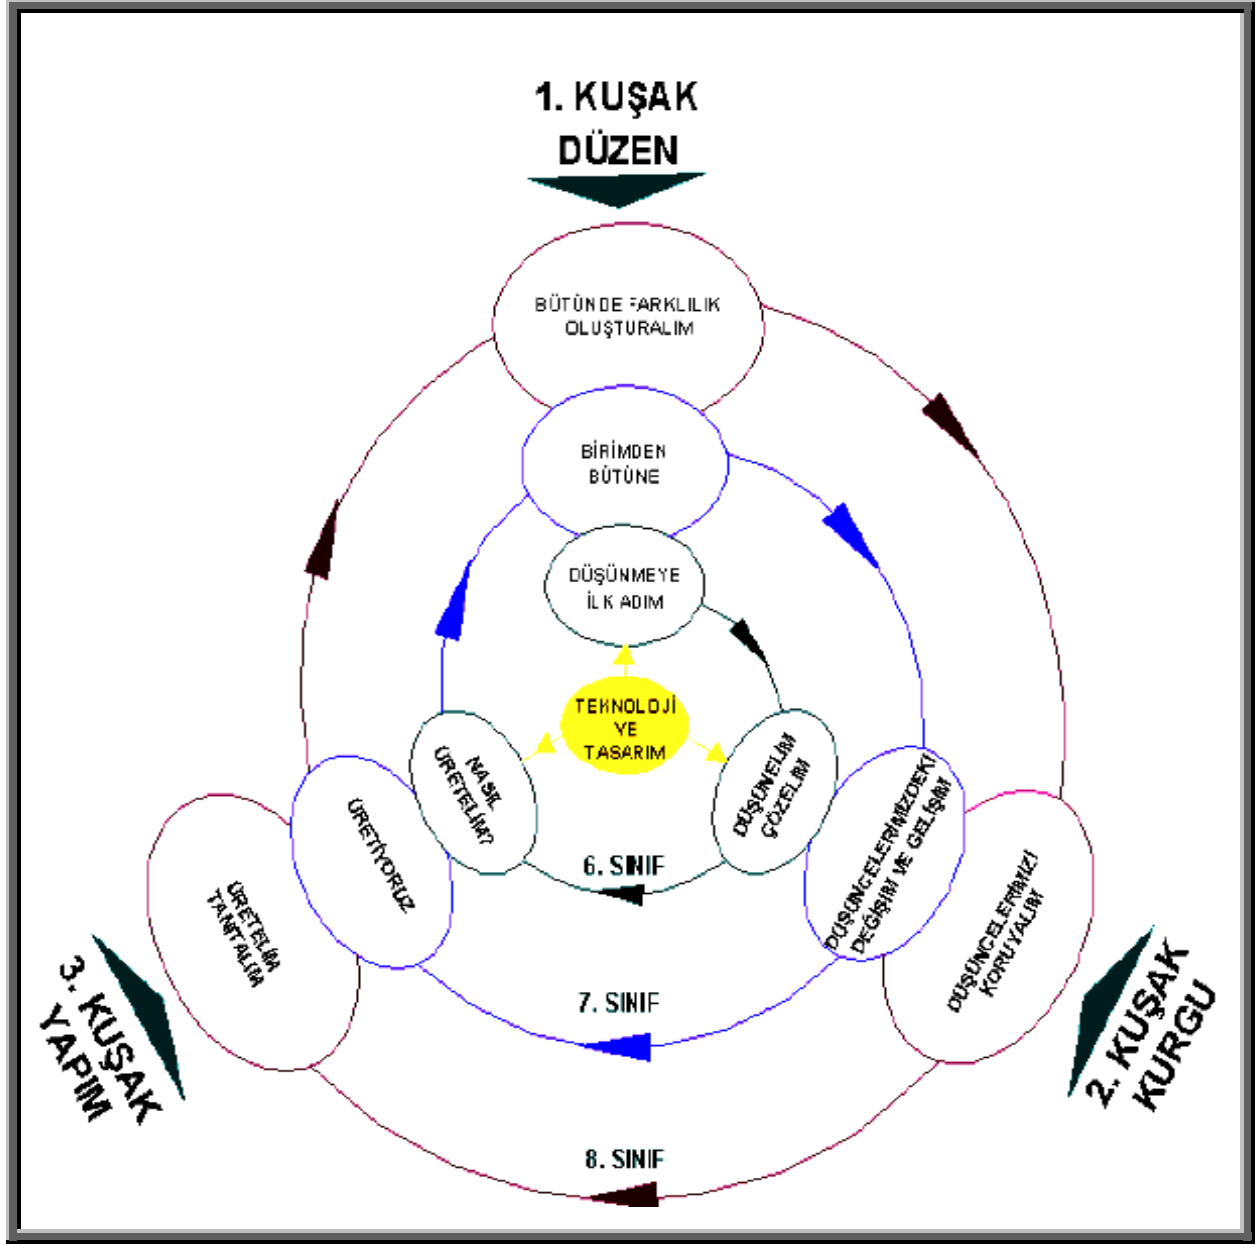 1. KUŞAK
DÜZEN
BÜTÜNDE FARKLILIK
OLUŞTURALIM
BİRİMDEN
BÜTÜNE
DÜŞÜNMEYE
İLK ADIM
TEKNOLOJİ
VE
TASARIM
NASIL
ÜRETELİM?
DÜŞÜNELİM
ÇÖZELİM
ÜRETİYORUZ
DÜŞÜNCELERİMİZDEKİ
DEĞİŞİM VE GELİŞİM
ÜRETELİM
TANITALIM
DÜŞÜNCELERİMİZİ
KORUYALIM
6. SINIF
7. SINIF
8. SINIF
3. KUŞAK
YAPIM
2. KUŞAK
KURGU